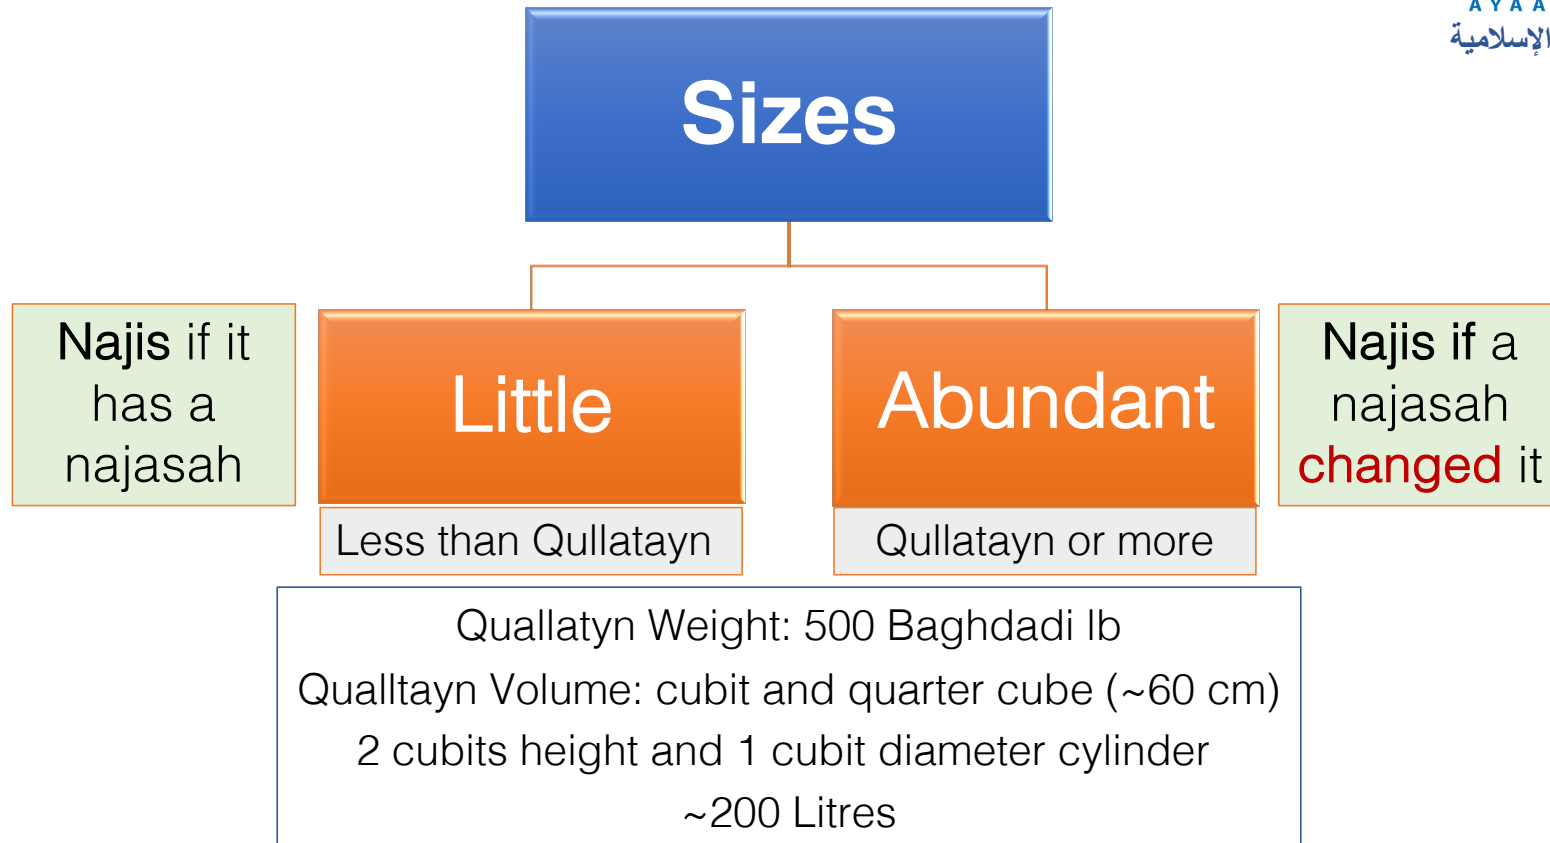 AYAA
الإسلامية
Sizes
Najis if it
has a
najasah
Little
Less than Qullatayn
Abundant
Qullatayn or more
Najis if a
najasah
changed it
Quallatyn Weight: 500 Baghdadi lb
Qualltayn Volume: cubit and quarter cube (~60 cm)
2 cubits height and 1 cubit diameter cylinder
~200 Litres